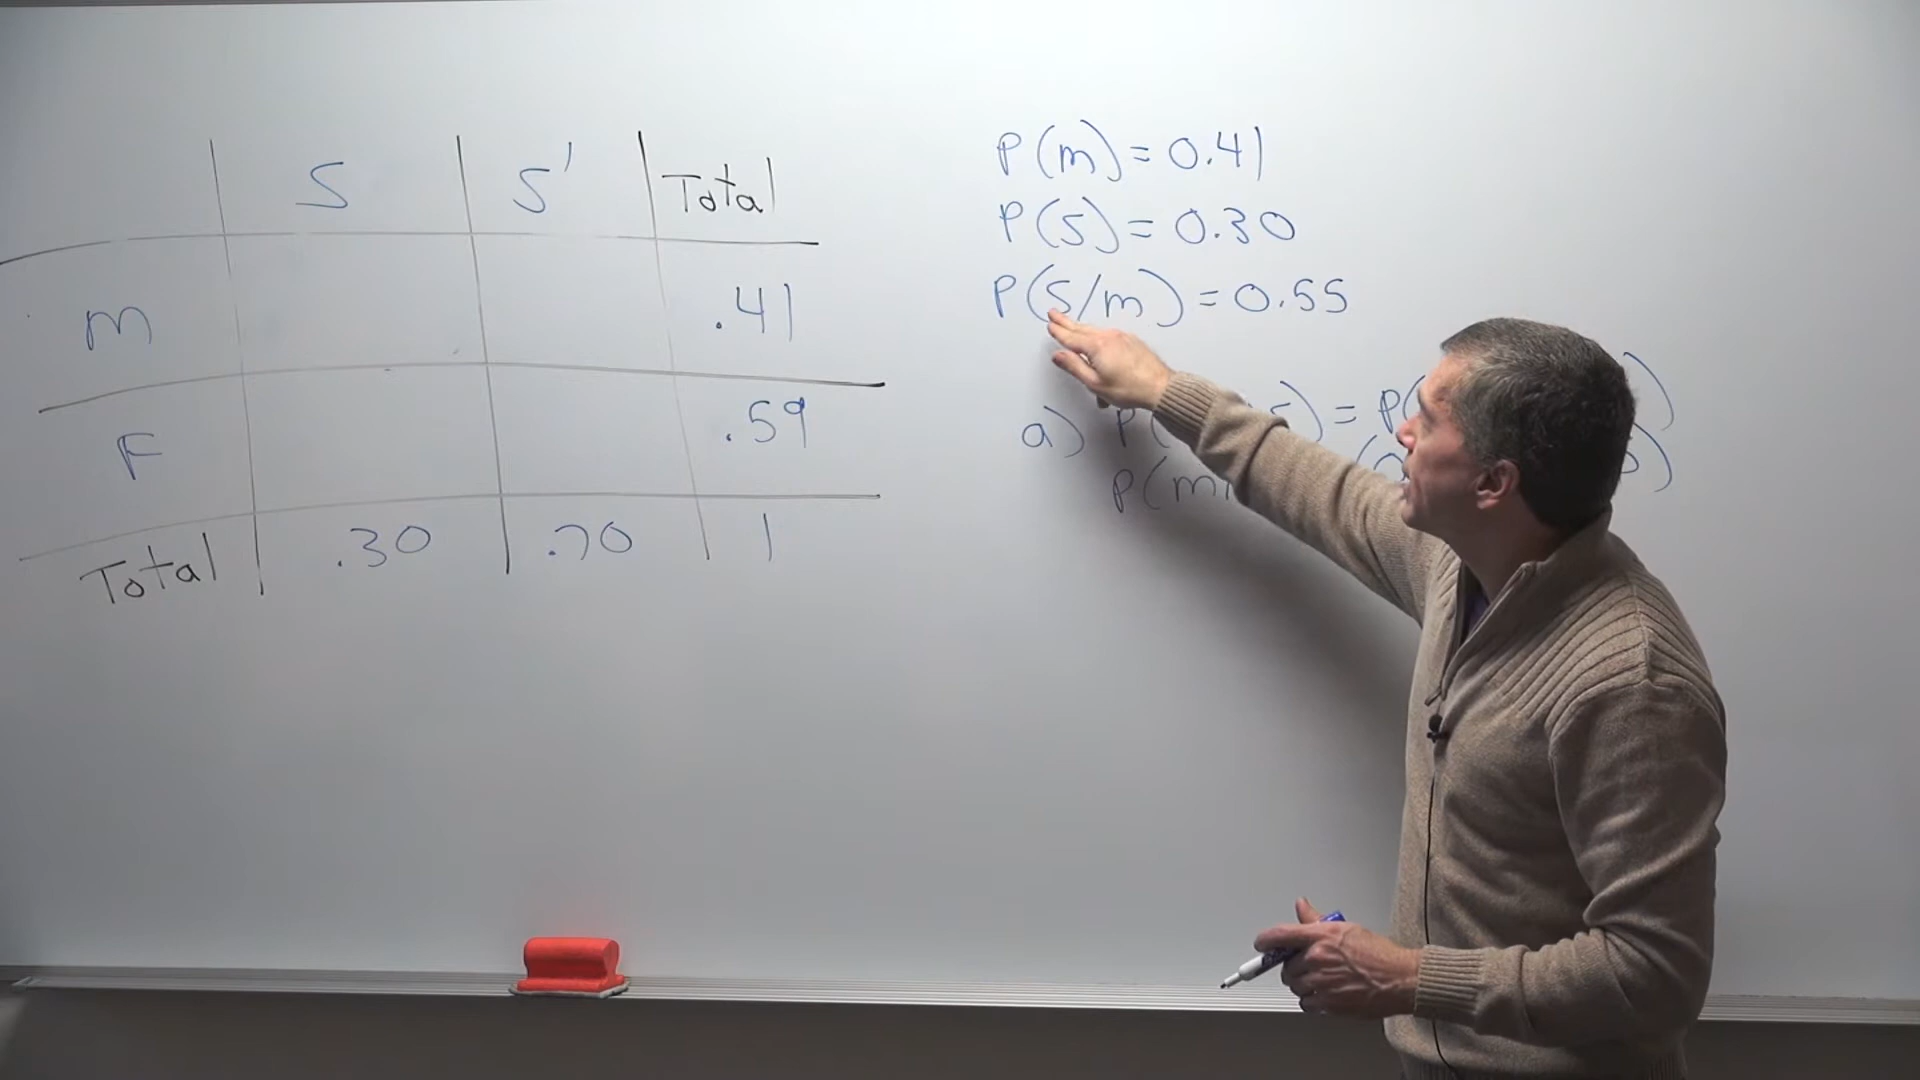 S S' Total
m .41
F .59
Total .30 .70 1
P(m) = 0.41
P(S) = 0.30
P(S/m) = 0.55
a) P( ) = P(
P(m